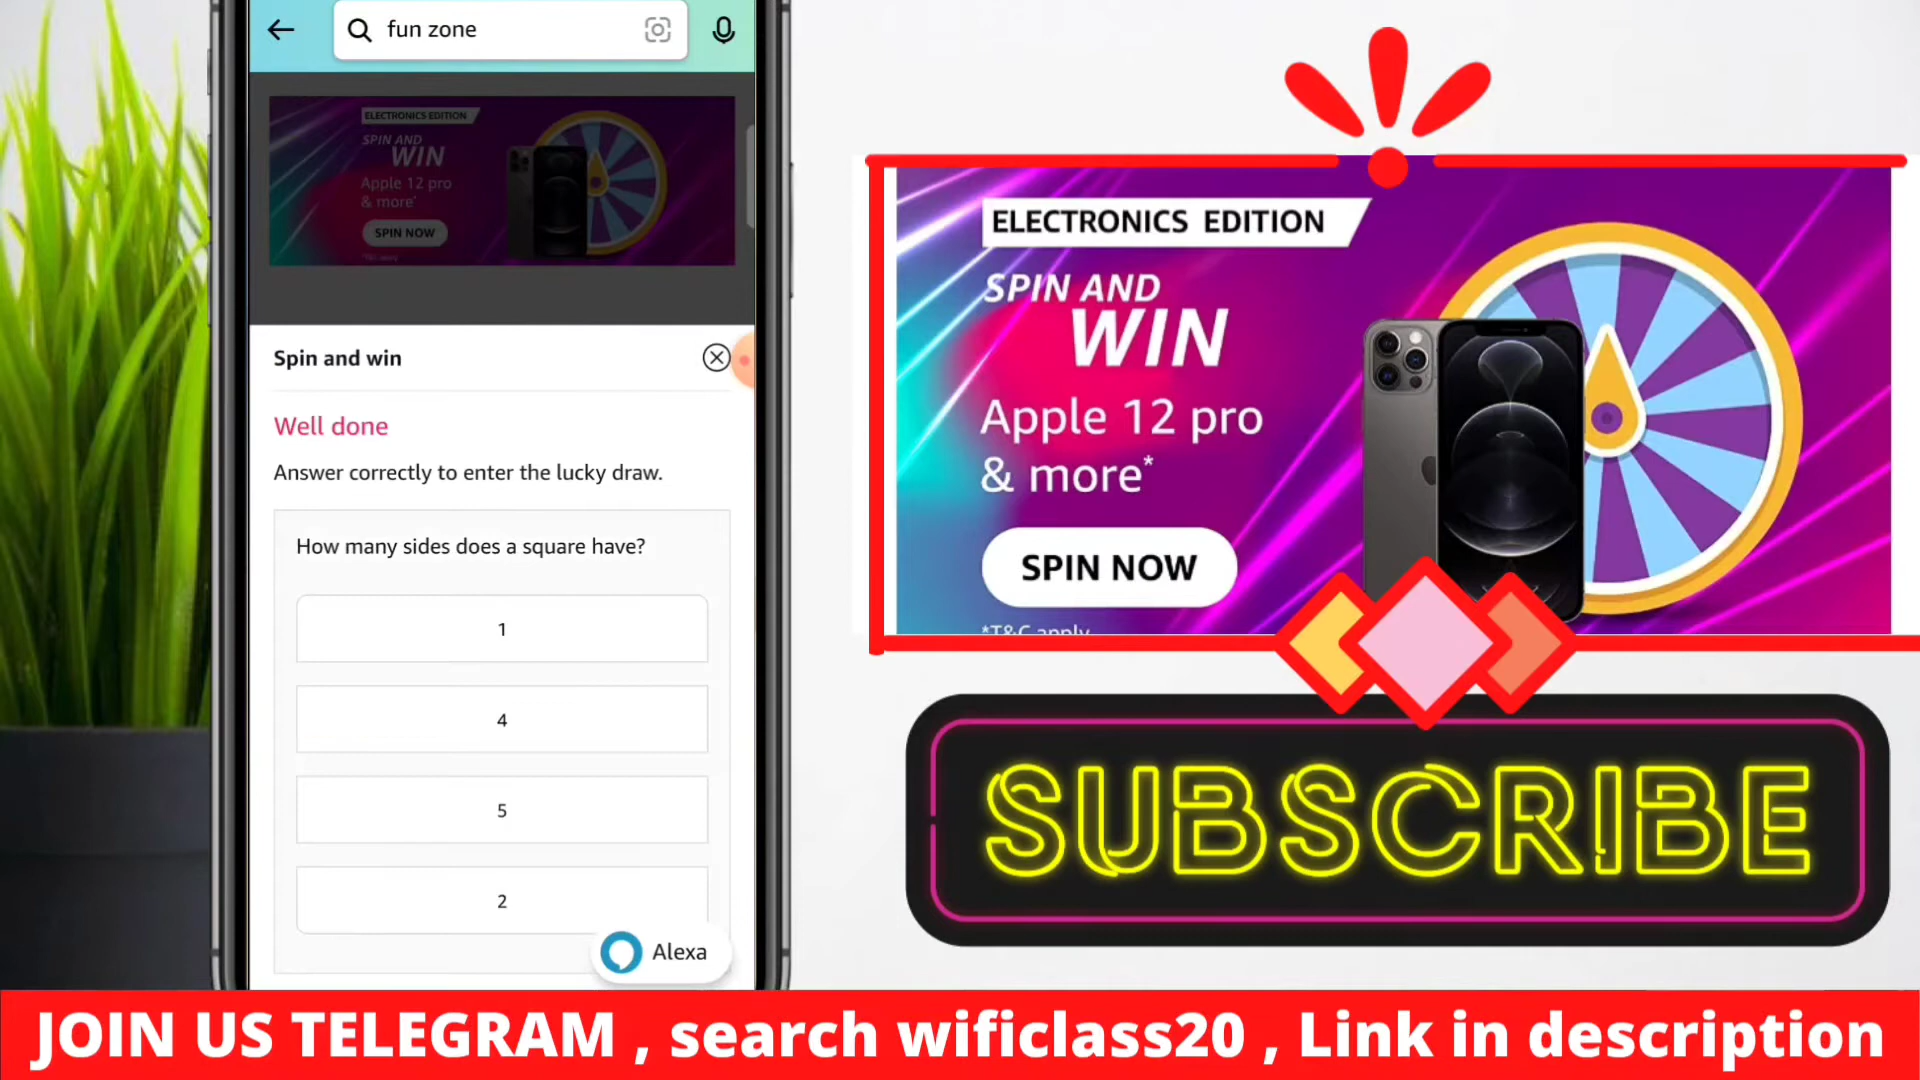 fun zone
ELECTRONICS EDITION
SPIN AND
WIN
Apple 12 pro
& more*
SPIN NOW
Spin and win
Well done
Answer correctly to enter the lucky draw.
How many sides does a square have?
1
4
5
2
Alexa
ELECTRONICS EDITION
SPIN AND
WIN
Apple 12 pro
& more*
SPIN NOW
*T&C apply
SUBSCRIBE
JOIN US TELEGRAM , search wificlass20 , Link in description